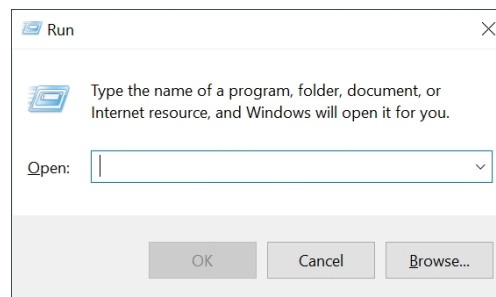 Run
Type the name of a program, folder, document, or
Internet resource, and Windows will open it for you.
Open:
OK Cancel Browse...